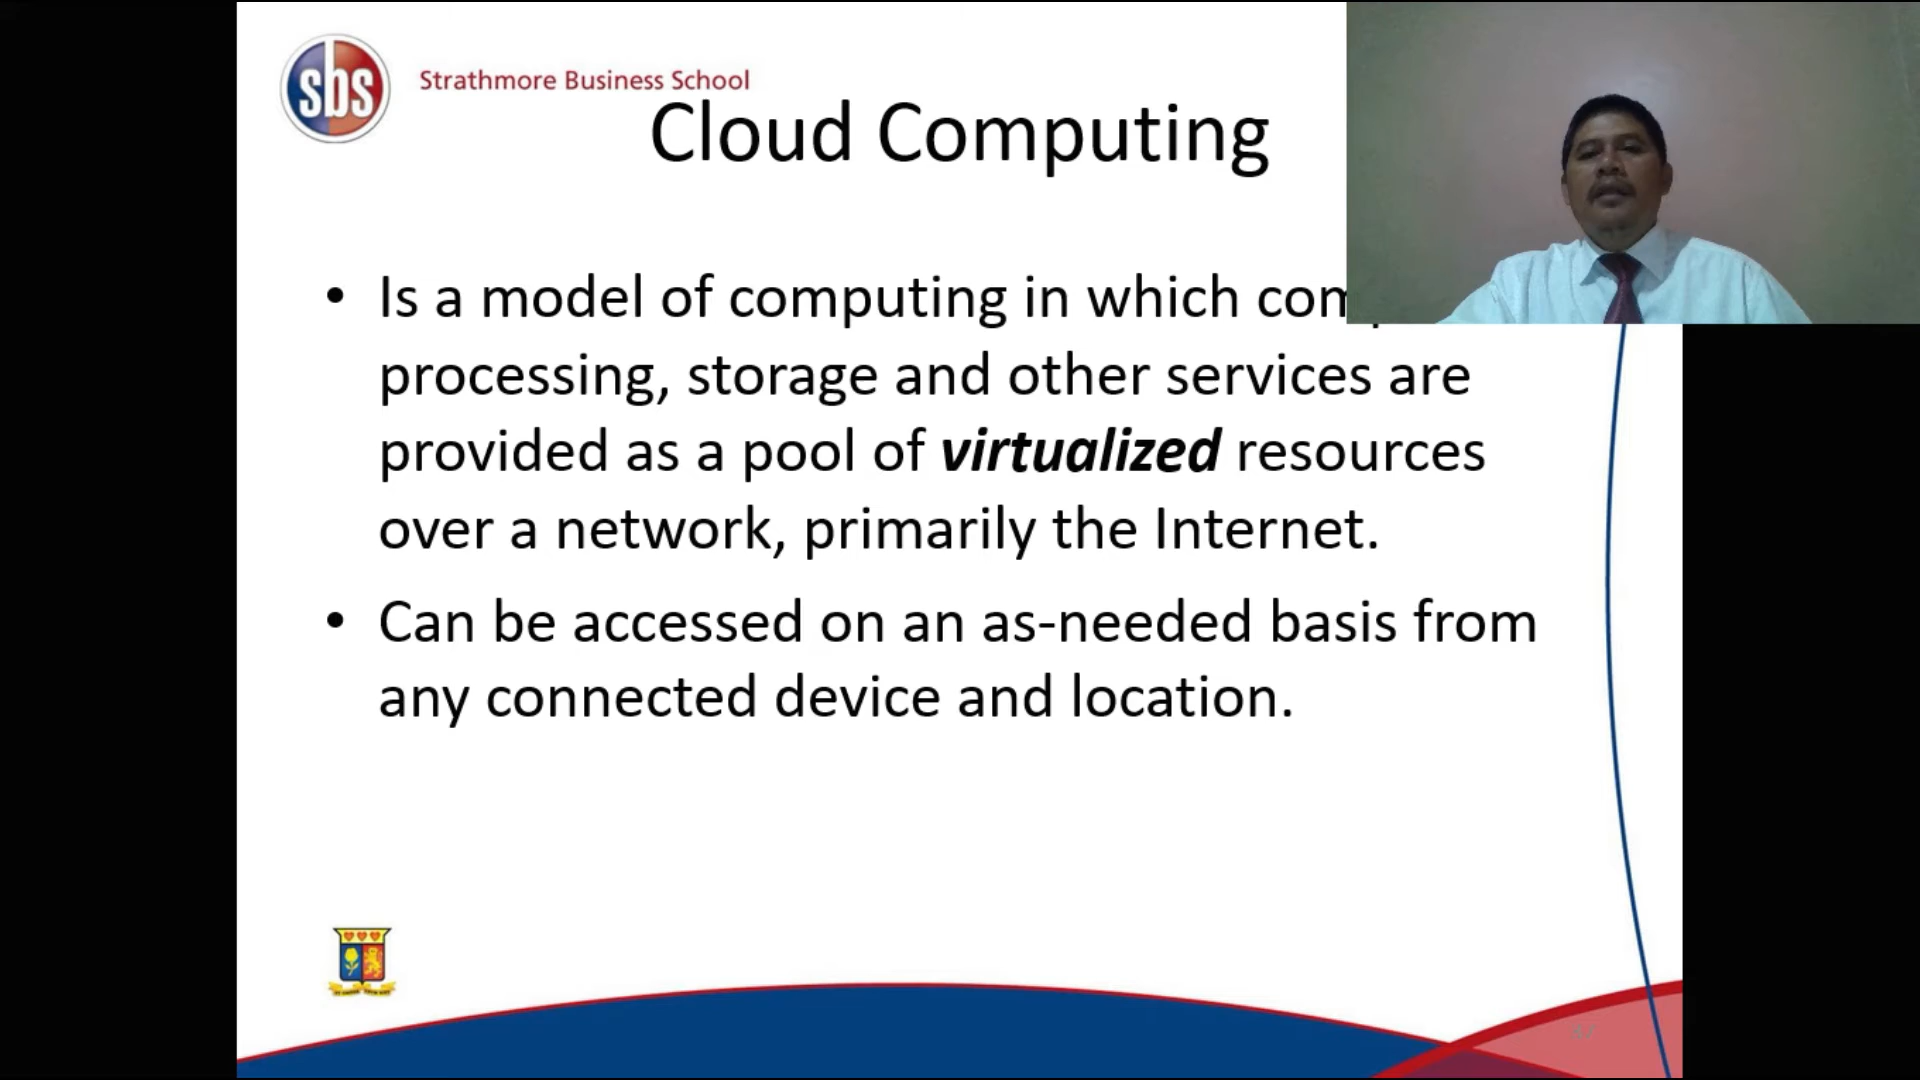 sbs
Strathmore Business School
Cloud Computing
• Is a model of computing in which
processing, storage and other services are
provided as a pool of virtualized resources
over a network, primarily the Internet.
• Can be accessed on an as-needed basis from
any connected device and location.